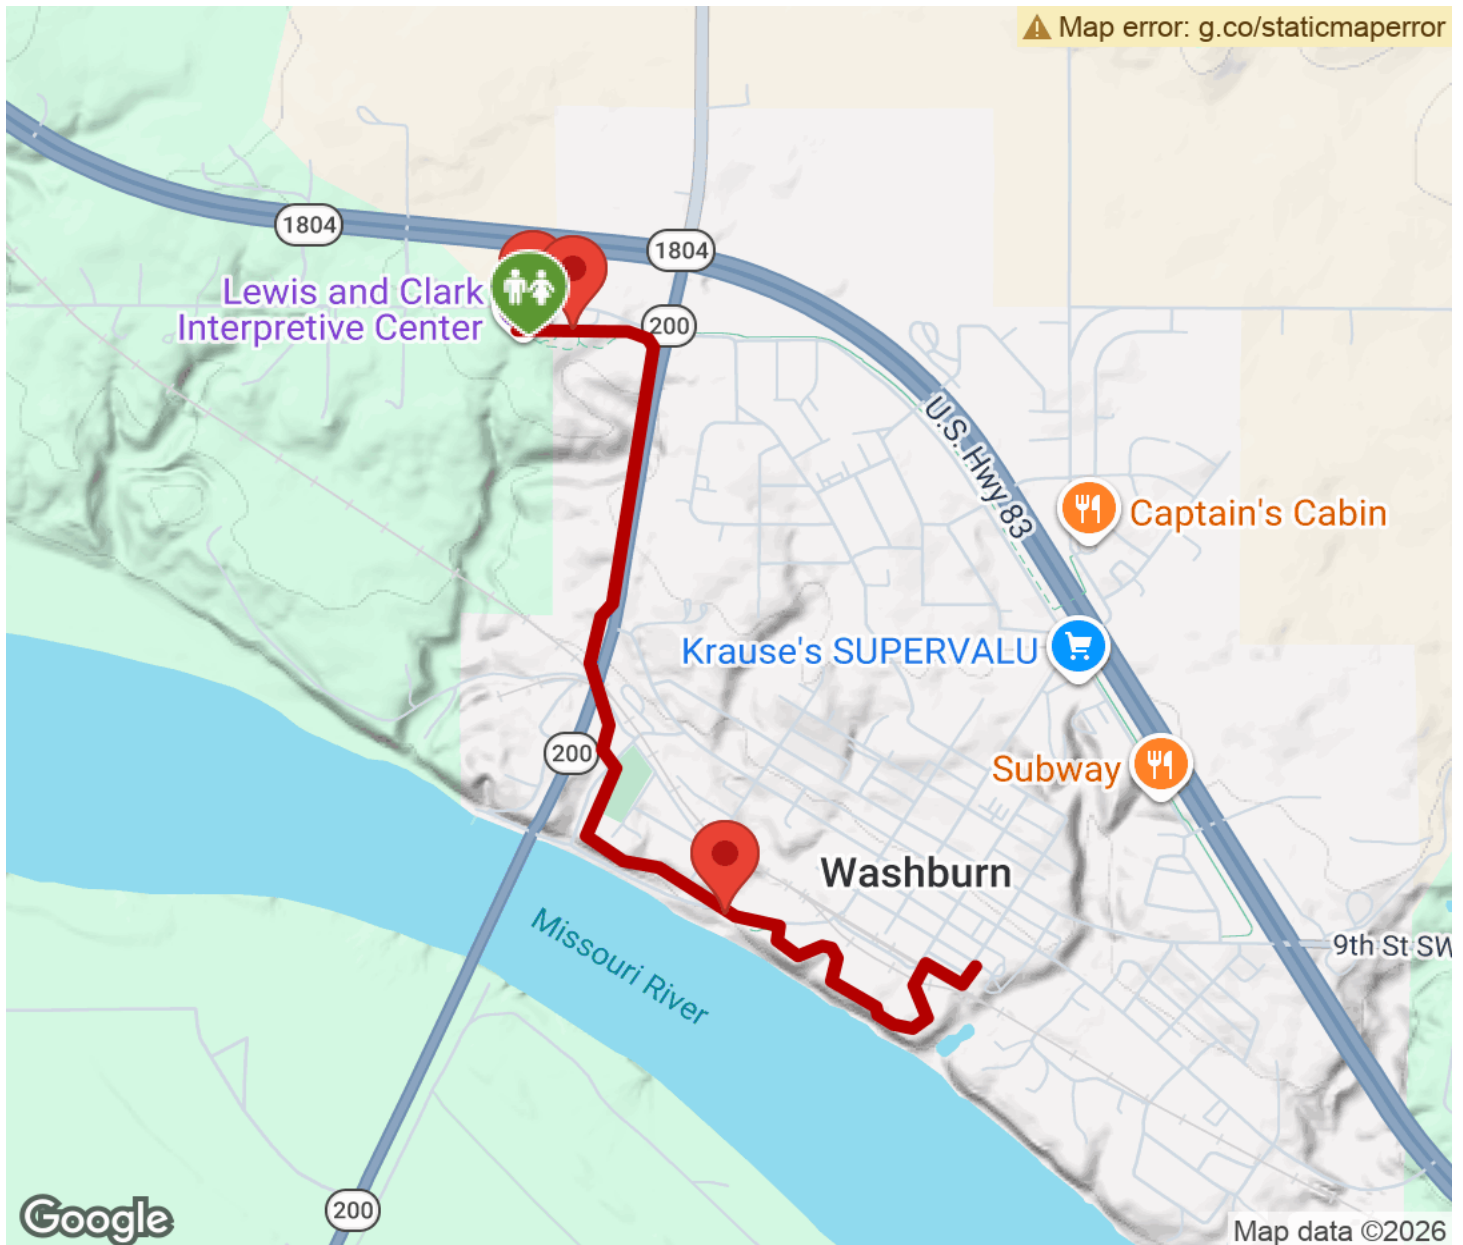 Map error: g.co/staticmaperror
1804
1804
Lewis and Clark
Interpretive Center
200
U.S. Hwy 83
Captain's Cabin
Krause's SUPERVALU
200
Subway
Washburn
9th St SW
Missouri River
200
Google
Map data ©2026